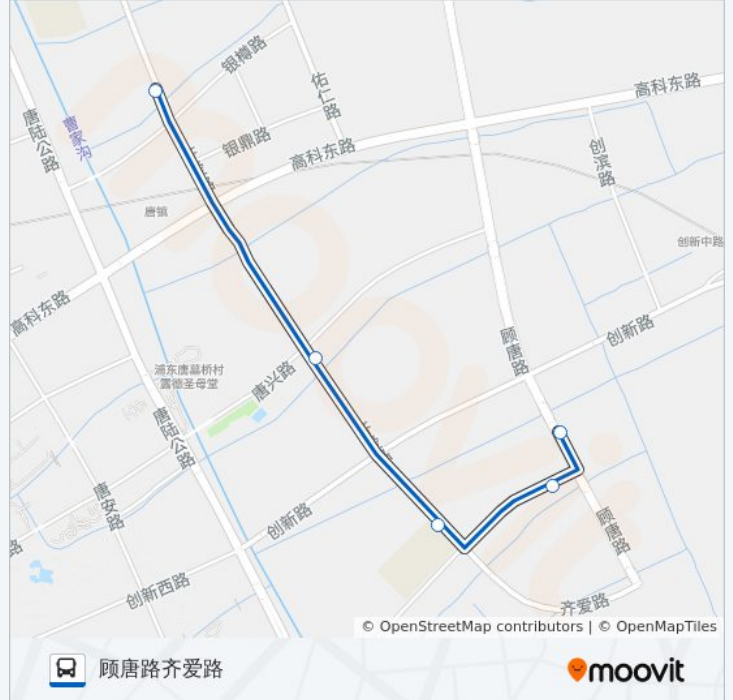 银樽路
佑仁路
高科东路
唐陆公路
曹家沟
银鼎路
高科东路
创滨路
唐镇
创新中路
高科东路
顾唐路
创新路
浦东唐墓桥村
露德圣母堂
唐兴路
唐陆公路
唐安路
创新路
顾唐路
路
创新西路
齐爱路
© OpenStreetMap contributors | © OpenMapTiles
顾唐路齐爱路
moovit